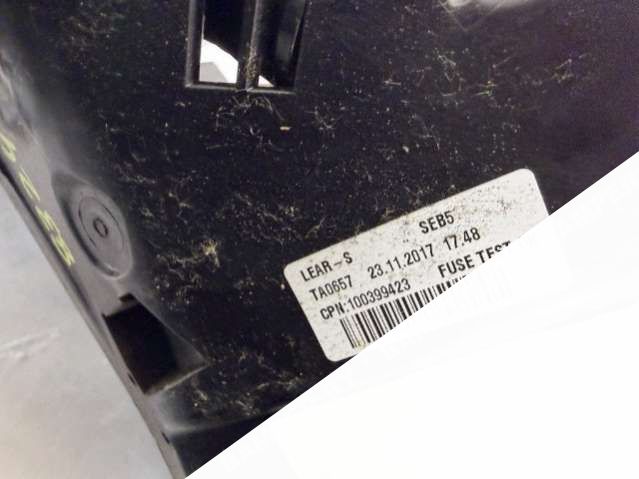 LEAR-S SEB5
TA0657 23.11.2017 17.48
CPN:100399423 FUSE TEST